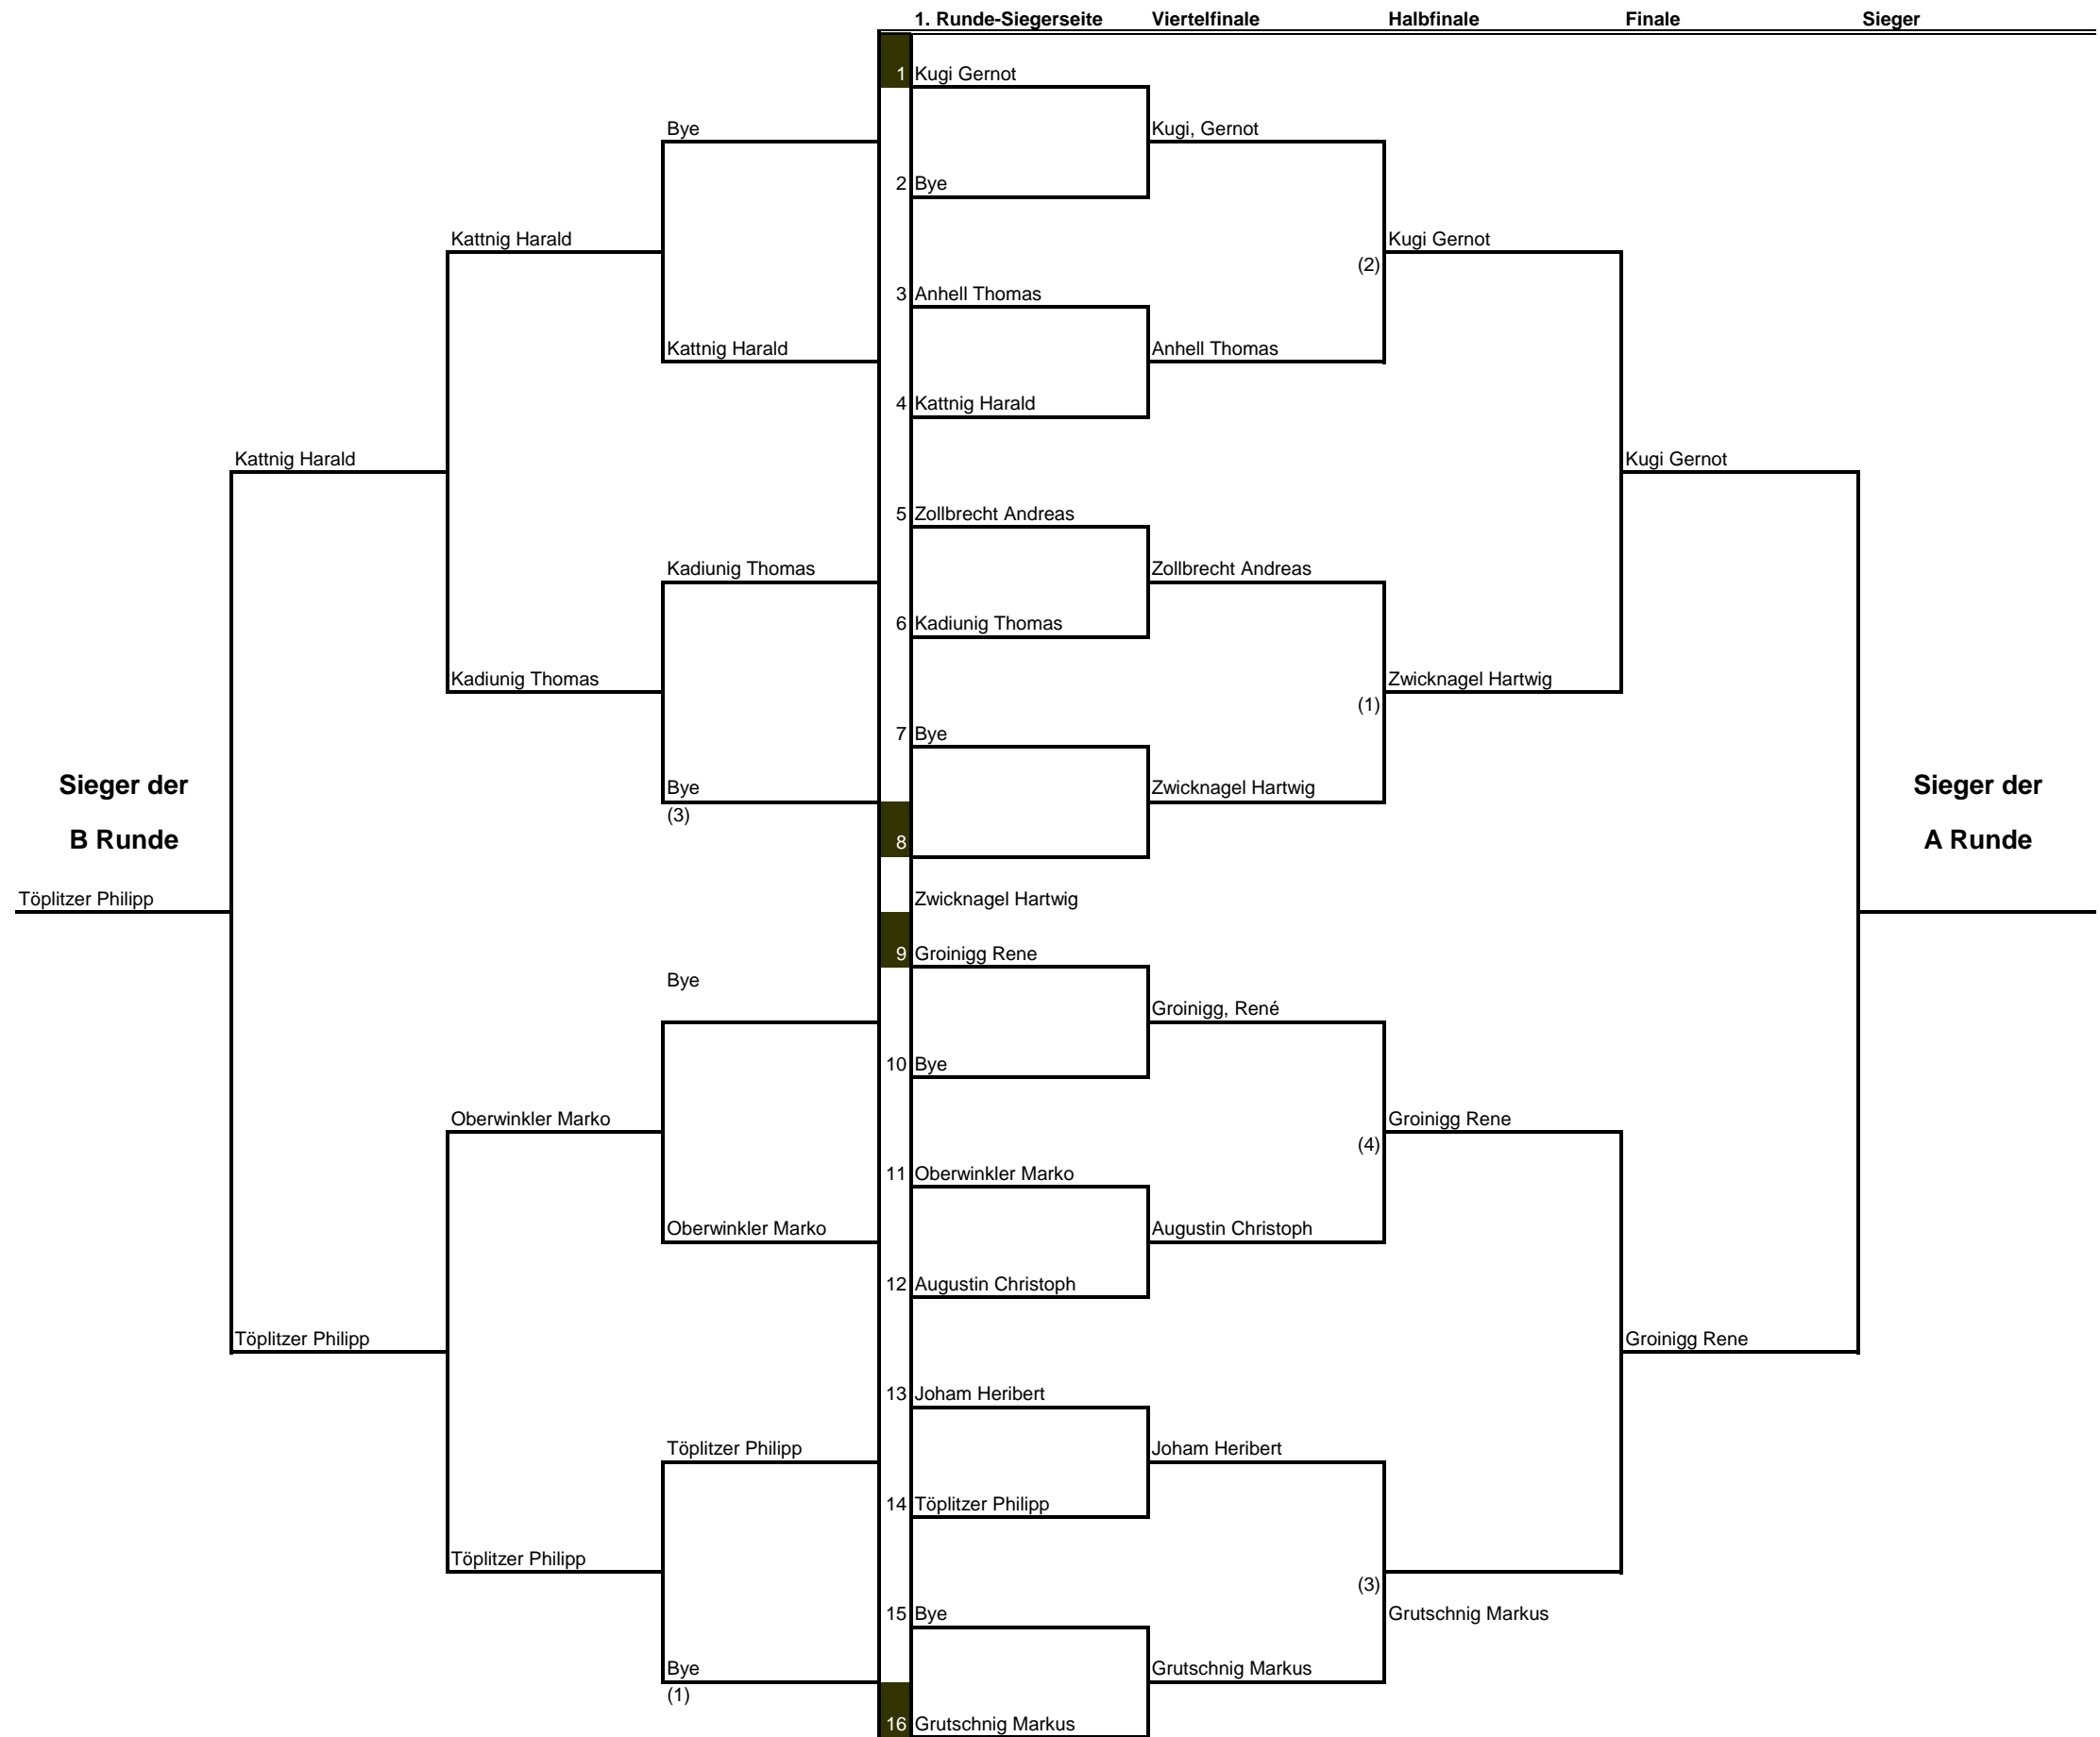 1. Runde-Siegerseite Viertelfinale Halbfinale Finale Sieger
1 Kugi Gernot
Bye Kugi, Gernot
2 Bye
Kattnig Harald Kugi Gernot
(2)
3 Anhell Thomas
Kattnig Harald Anhell Thomas
4 Kattnig Harald
Kattnig Harald Kugi Gernot
5 Zollbrecht Andreas
Kadiunig Thomas Zollbrecht Andreas
6 Kadiunig Thomas
Kadiunig Thomas Zwicknagel Hartwig
(1)
7 Bye
Sieger der Bye Zwicknagel Hartwig Sieger der
(3)
B Runde 8 A Runde
Töplitzer Philipp Zwicknagel Hartwig
9 Groinigg Rene
Bye
Groinigg, René
10 Bye
Oberwinkler Marko Groinigg Rene
(4)
11 Oberwinkler Marko
Oberwinkler Marko Augustin Christoph
12 Augustin Christoph
Töplitzer Philipp Groinigg Rene
13 Joham Heribert
Töplitzer Philipp Joham Heribert
14 Töplitzer Philipp
Töplitzer Philipp
(3)
15 Bye Grutschnig Markus
Bye Grutschnig Markus
(1)
16 Grutschnig Markus